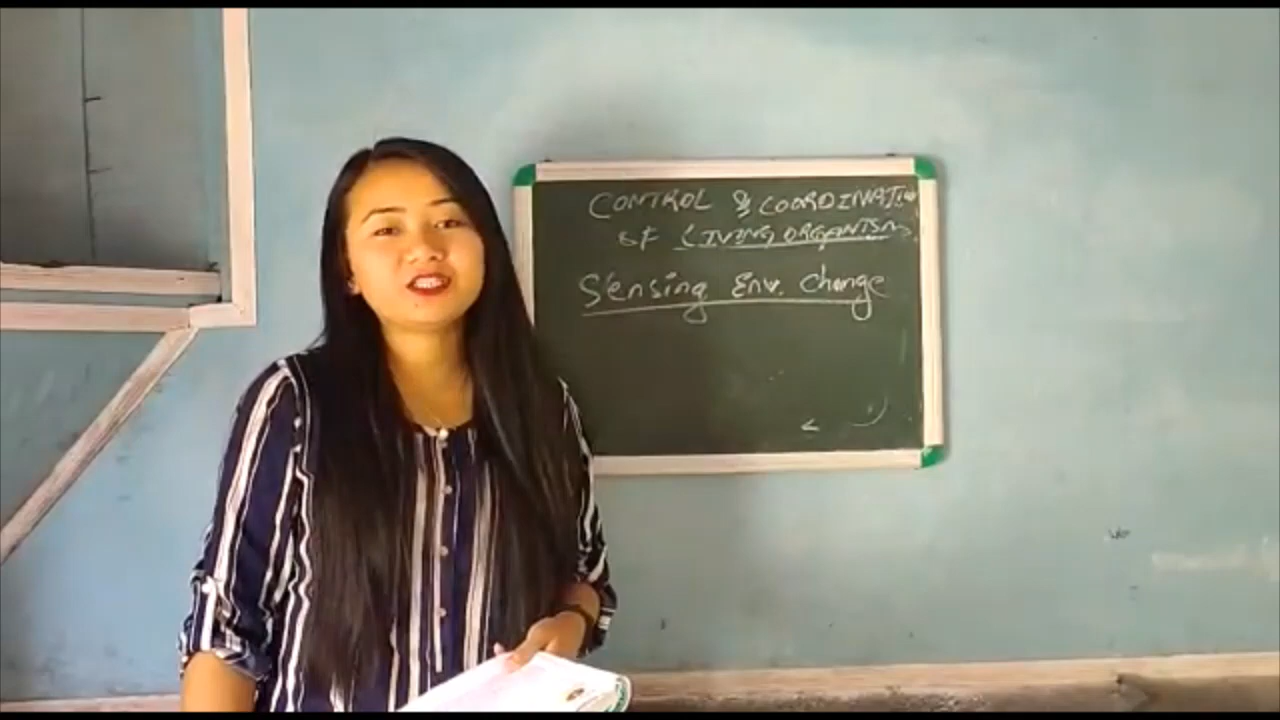 CONTROL & COORDINATION
of LIVING ORGANISM
Sensing Env. Change